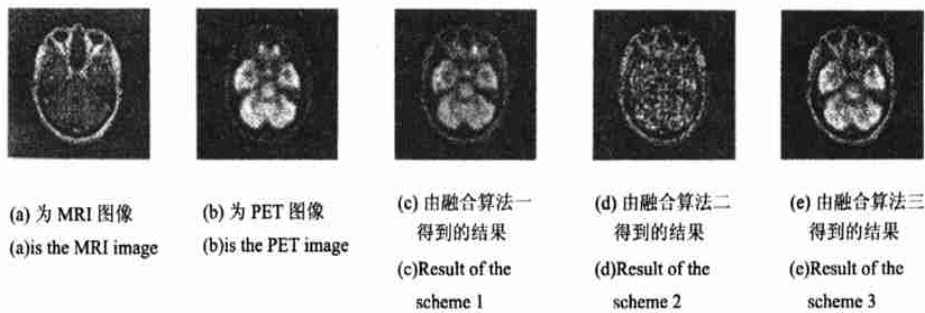 (a) 为 MRI 图像
(a)is the MRI image
(b) 为 PET 图像
(b)is the PET image
(c) 由融合算法一
得到的结果
(c)Result of the
scheme 1
(d) 由融合算法二
得到的结果
(d)Result of the
scheme 2
(e) 由融合算法三
得到的结果
(e)Result of the
scheme 3